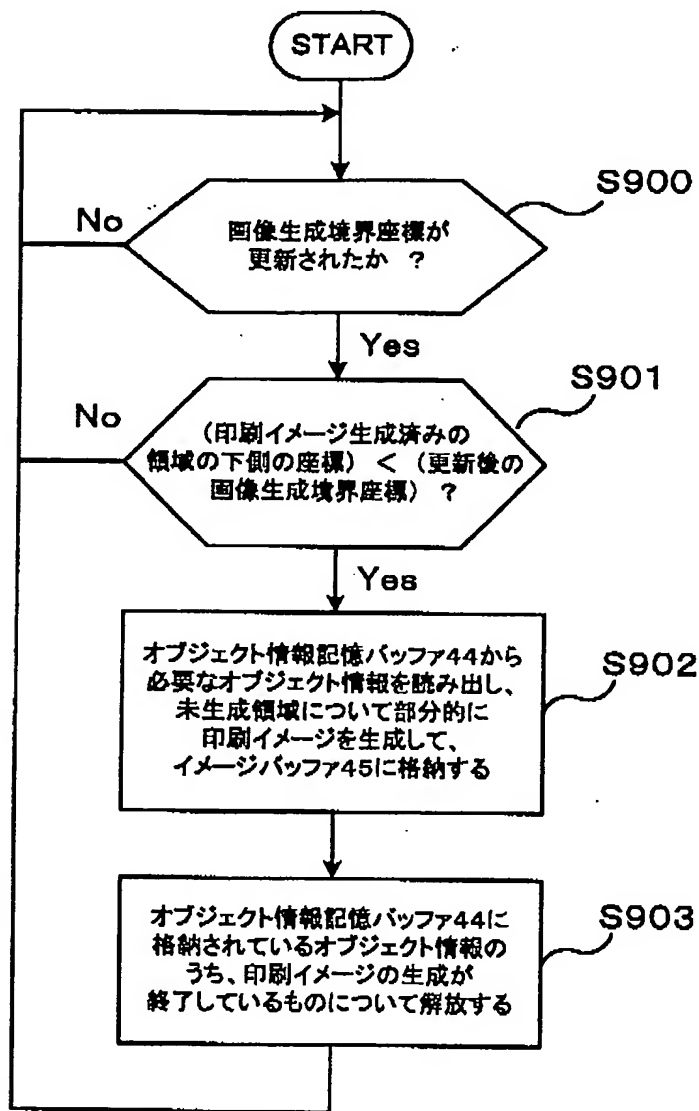 START
S900
No
画像生成境界座標が
更新されたか ?
Yes
S901
No
(印刷イメージ生成済みの
領域の下側の座標) < (更新後の
画像生成境界座標) ?
Yes
オブジェクト情報記憶バッファ44から
必要なオブジェクト情報を読み出し、
未生成領域について部分的に
印刷イメージを生成して、
イメージバッファ45に格納する
S902
オブジェクト情報記憶バッファ44に
格納されているオブジェクト情報の
うち、印刷イメージの生成が
終了しているものについて解放する
S903